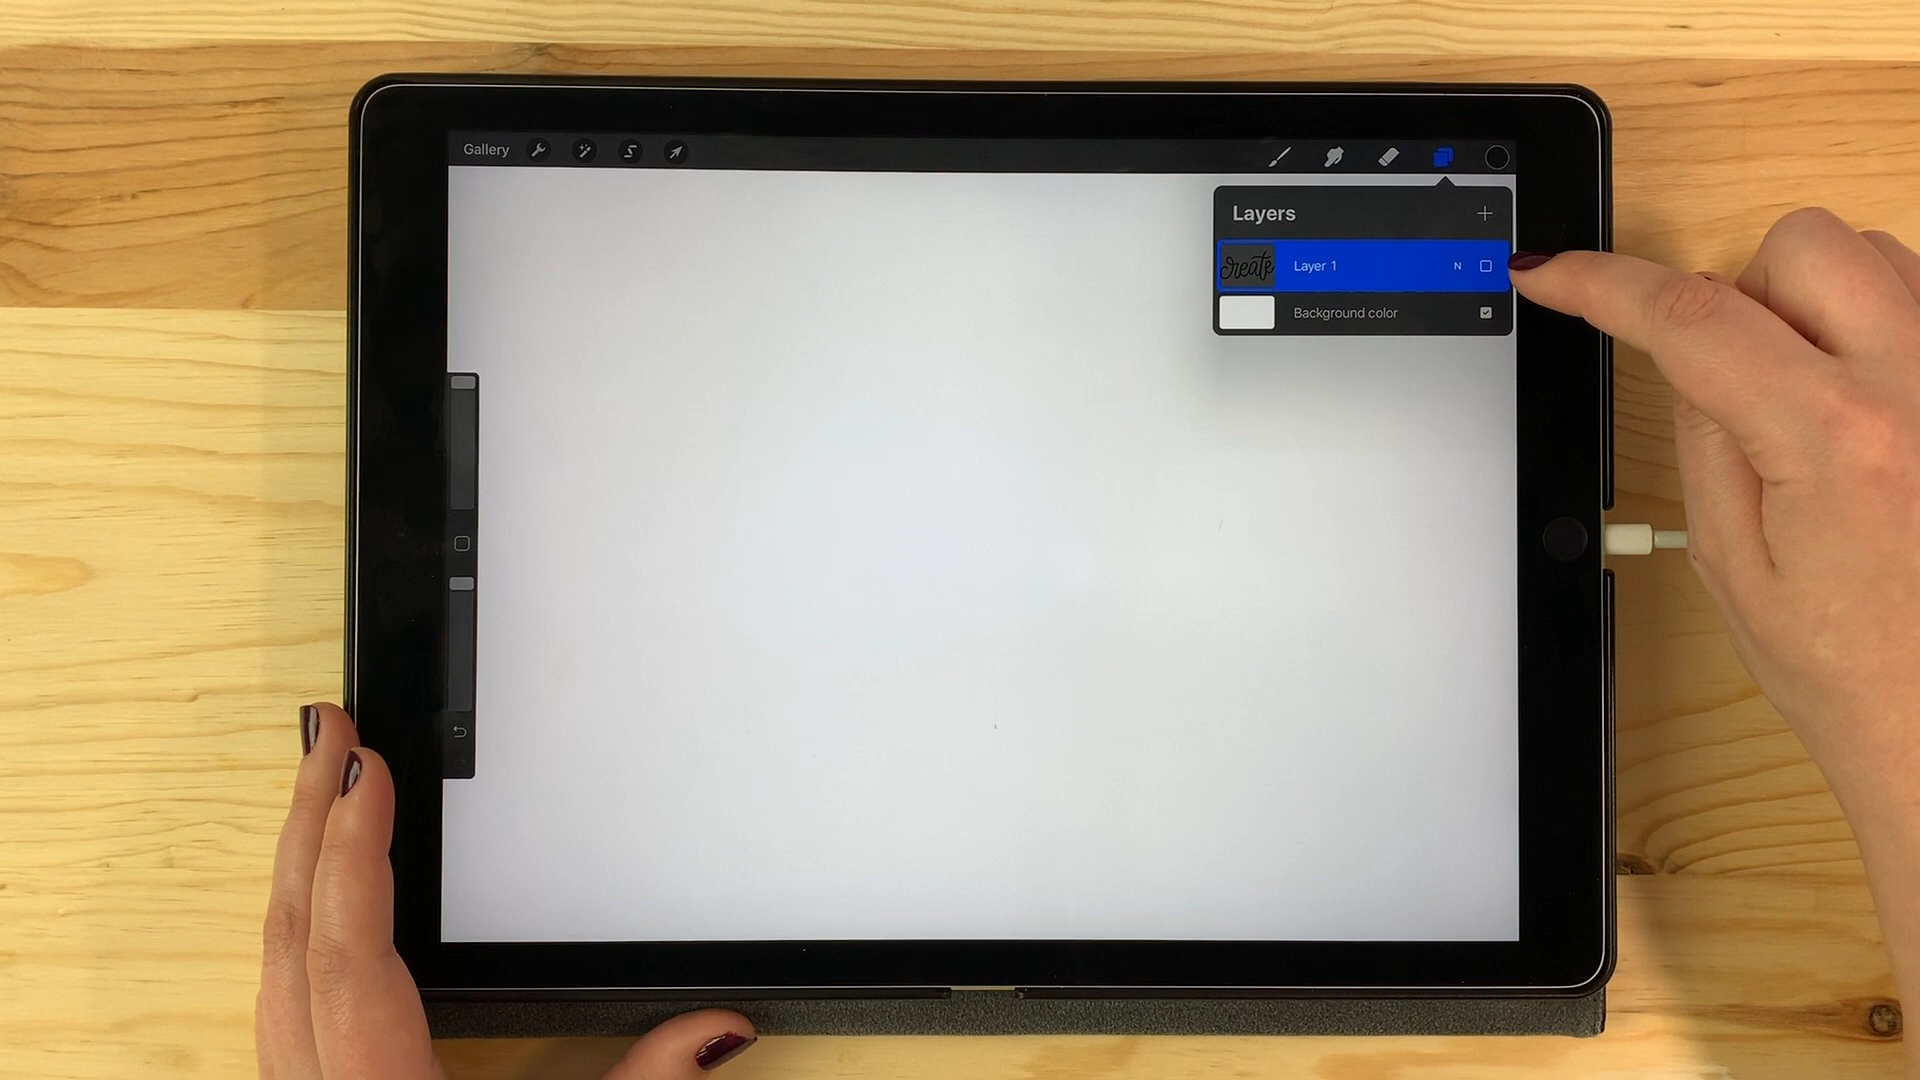 Gallery
Layers
create
Layer 1 N
Background color